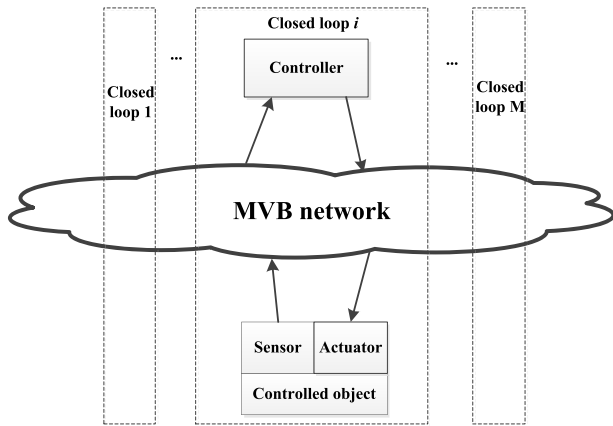 Closed loop i
...
...
Controller
Closed
loop 1
Closed
loop M
MVB network
Sensor
Actuator
Controlled object